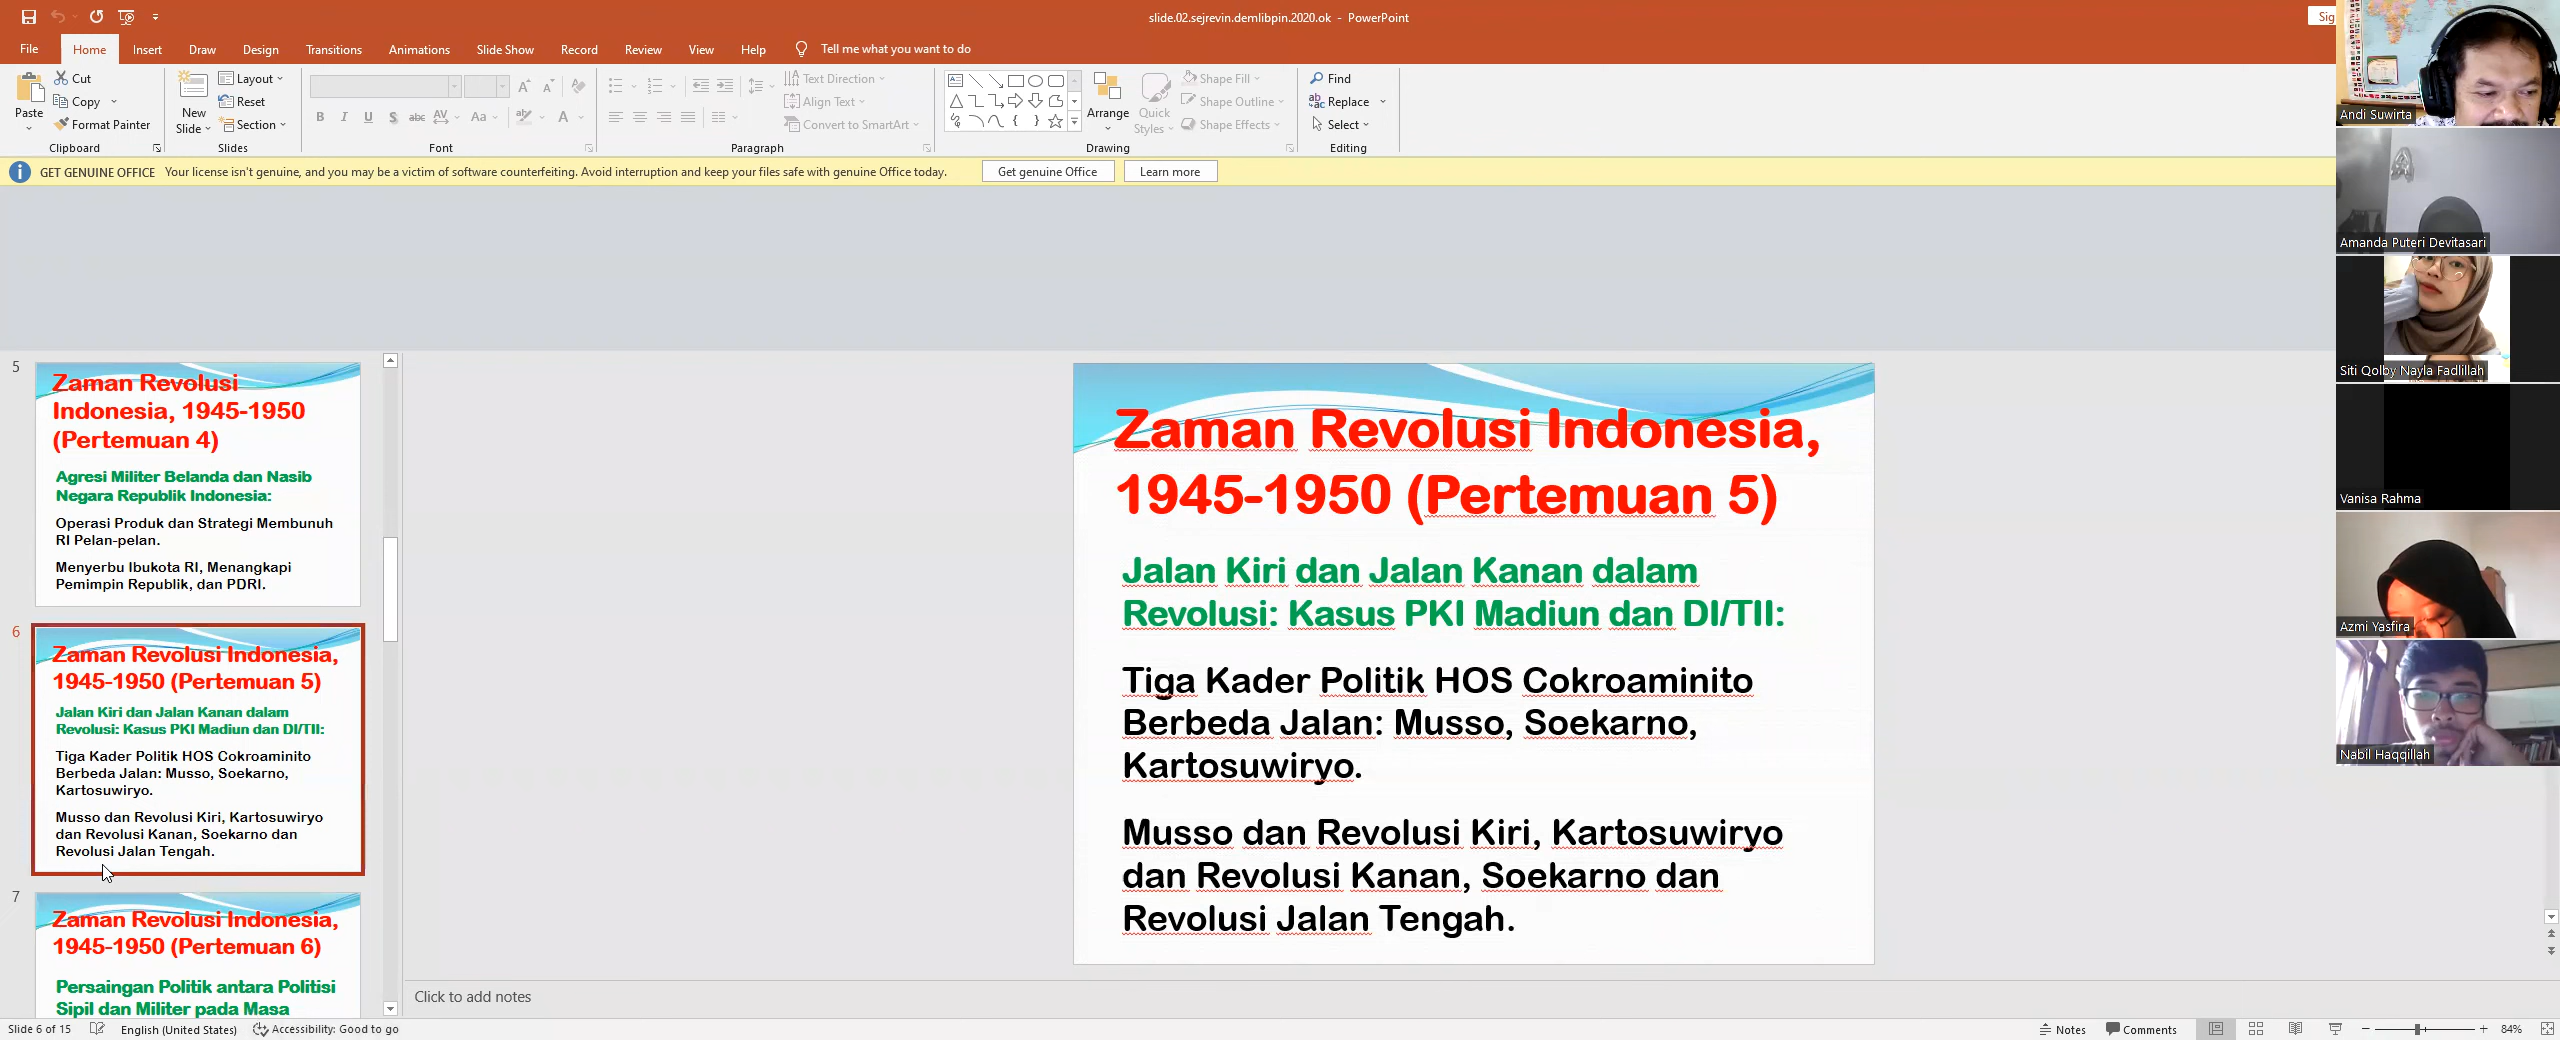 slide.02.sejrevin.demlibpin.2020.ok - PowerPoint
Sig
File Home Insert Draw Design Transitions Animations Slide Show Record Review View Help Tell me what you want to do
Paste
Cut
Copy
Format Painter
Clipboard
New Slide
Layout
Reset
Section
Slides
B I U S abc AV Aa A
Font
Text Direction
Align Text
Convert to SmartArt
Paragraph
Arrange
Quick Styles
Shape Fill
Shape Outline
Shape Effects
Drawing
Find
Replace
Select
Editing
GET GENUINE OFFICE Your license isn't genuine, and you may be a victim of software counterfeiting. Avoid interruption and keep your files safe with genuine Office today. Get genuine Office Learn more
5
Zaman Revolusi
Indonesia, 1945-1950
(Pertemuan 4)
Agresi Militer Belanda dan Nasib
Negara Republik Indonesia:
Operasi Produk dan Strategi Membunuh
RI Pelan-pelan.
Menyerbu Ibukota RI, Menangkapi
Pemimpin Republik, dan PDRI.
6
Zaman Revolusi Indonesia,
1945-1950 (Pertemuan 5)
Jalan Kiri dan Jalan Kanan dalam
Revolusi: Kasus PKI Madiun dan DI/TII:
Tiga Kader Politik HOS Cokroaminito
Berbeda Jalan: Musso, Soekarno,
Kartosuwiryo.
Musso dan Revolusi Kiri, Kartosuwiryo
dan Revolusi Kanan, Soekarno dan
Revolusi Jalan Tengah.
7
Zaman Revolusi Indonesia,
1945-1950 (Pertemuan 6)
Persaingan Politik antara Politisi
Sipil dan Militer pada Masa
Zaman Revolusi Indonesia,
1945-1950 (Pertemuan 5)
Jalan Kiri dan Jalan Kanan dalam
Revolusi: Kasus PKI Madiun dan DI/TII:
Tiga Kader Politik HOS Cokroaminito
Berbeda Jalan: Musso, Soekarno,
Kartosuwiryo.
Musso dan Revolusi Kiri, Kartosuwiryo
dan Revolusi Kanan, Soekarno dan
Revolusi Jalan Tengah.
Click to add notes
Andi Suwirta
Amanda Puteri Devitasari
Siti Qolby Nayla Fadlillah
Vanisa Rahma
Azmi Yasfira
Nabil Haqqillah
Slide 6 of 15 English (United States) Accessibility: Good to go Notes Comments 84%